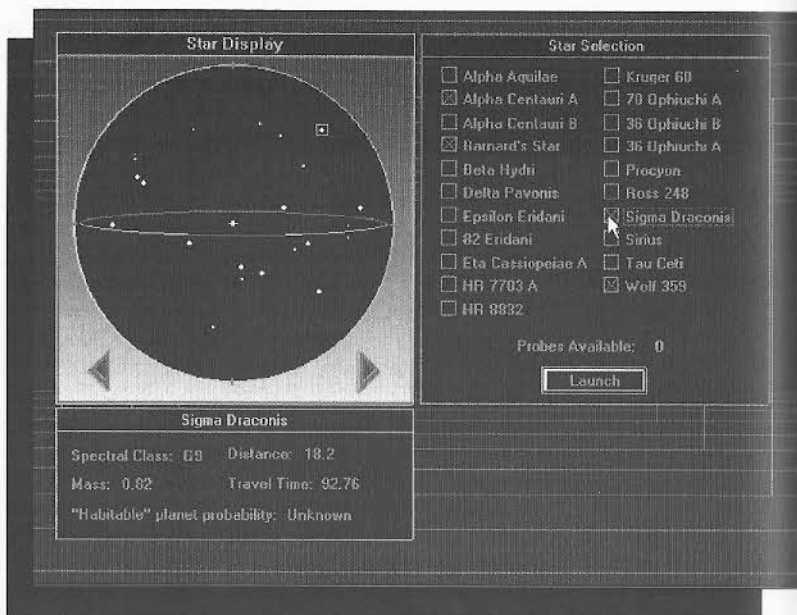 Star Display
Star Selection
Alpha Aquilae
Alpha Centauri A
Alpha Centauri B
Barnard's Star
Beta Hydri
Delta Pavonis
Epsilon Eridani
82 Eridani
Eta Cassiopeiae A
HR 7703 A
HR 8832
Kruger 60
70 Ophiuchi A
36 Ophiuchi B
36 Ophiuchi A
Procyon
Ross 248
Sigma Draconis
Sirius
Tau Ceti
Wolf 359
Probes Available: 0
Launch
Sigma Draconis
Spectral Class: G9 Distance: 18.2
Mass: 0.82 Travel Time: 92.76
"Habitable" planet probability: Unknown